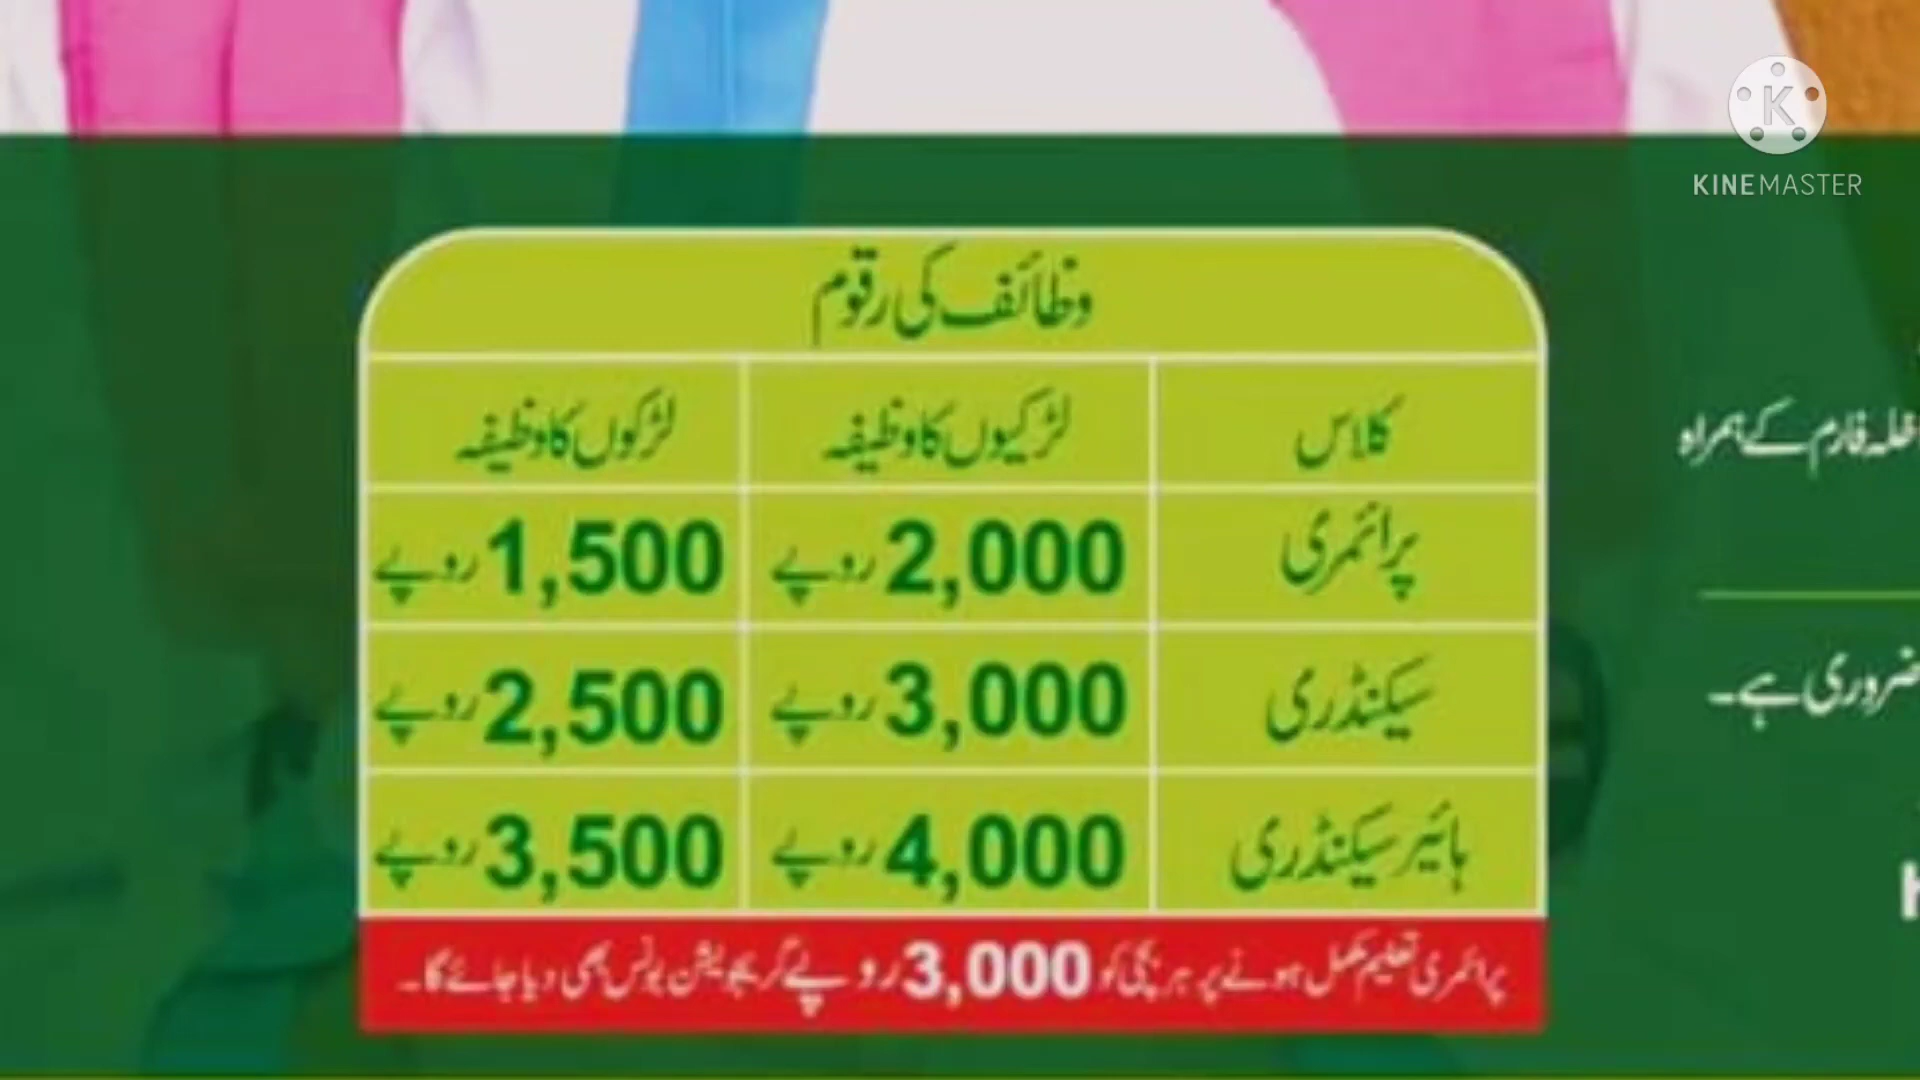 KINEMASTER
وظائف کی رقوم
کلاس لڑکیوں کا وظیفہ لڑکوں کا وظیفہ
پرائمری 2,000 روپے 1,500 روپے
سیکنڈری 3,000 روپے 2,500 روپے
ہائیر سیکنڈری 4,000 روپے 3,500 روپے
پرائمری تعلیم مکمل ہونے پر ہر بچی کو 3,000 روپے گریجویشن بونس بھی دیا جائے گا۔
فارم کے ہمراہ
ضروری ہے۔